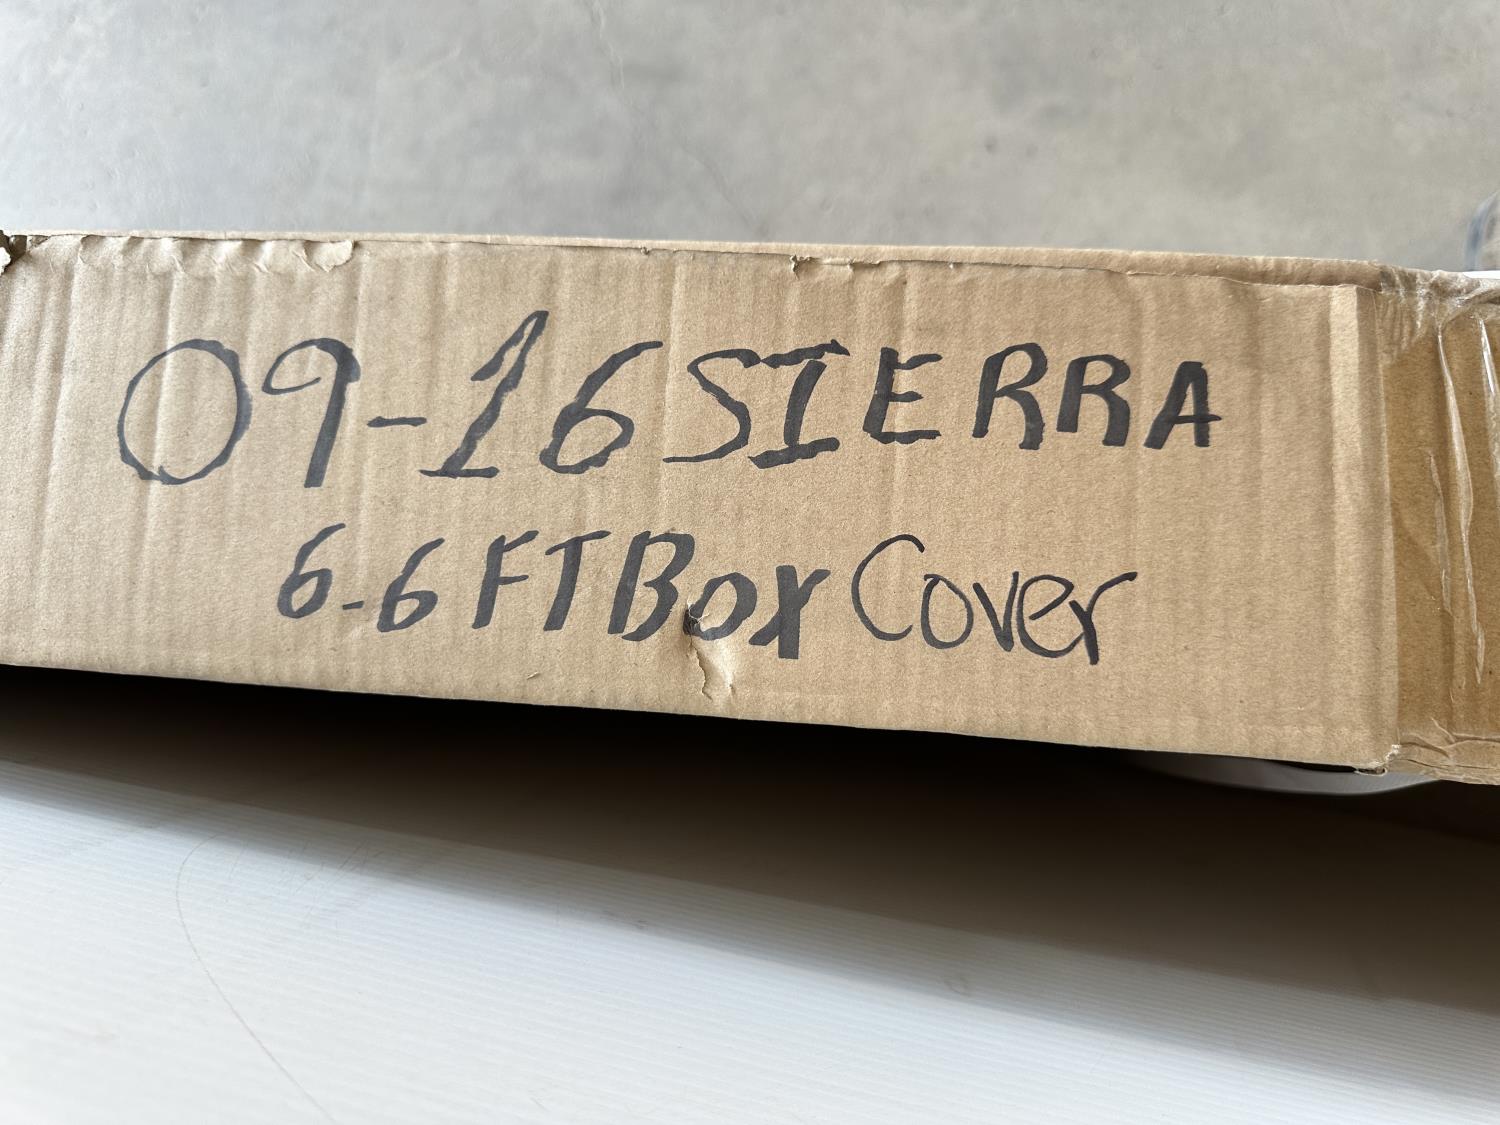 09-16 SIERRA
6.6 FT BOX Cover